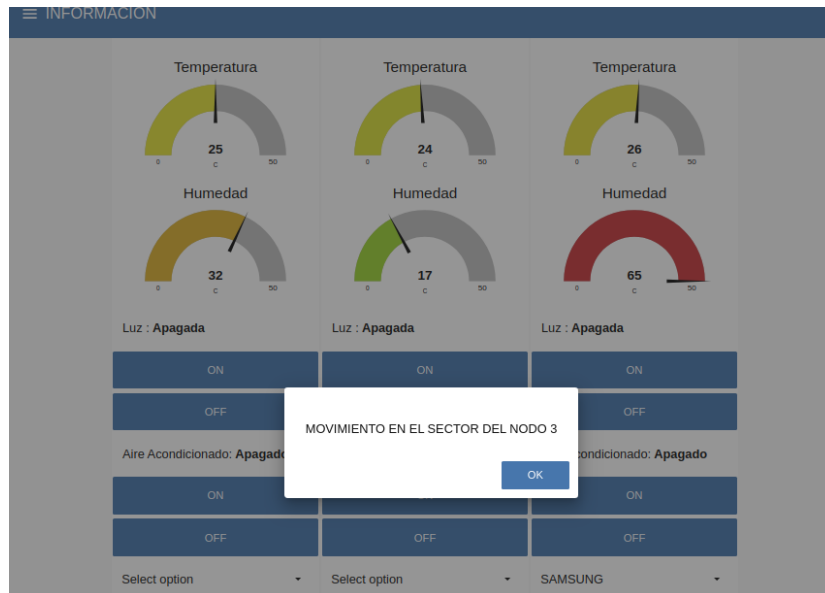 INFORMACIÓN
Temperatura Temperatura Temperatura
25 24 26
0 C 50 0 C 50 0 C 50
Humedad Humedad Humedad
32 17 65
0 C 50 0 C 50 0 C 50
Luz : Apagada Luz : Apagada Luz : Apagada
ON ON ON
OFF OFF
MOVIMIENTO EN EL SECTOR DEL NODO 3
Aire Acondicionado: Apagado condicionado: Apagado
OK
ON ON
OFF OFF OFF
Select option Select option SAMSUNG